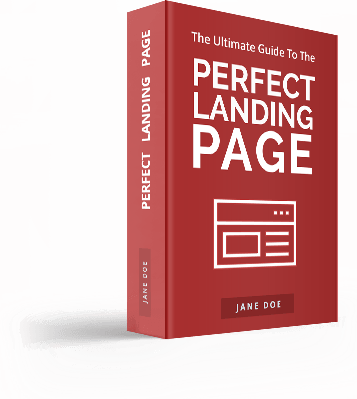 The Ultimate Guide To The
PERFECT
LANDING
PAGE
JANE DOE
PERFECT LANDING PAGE
JANE DOE